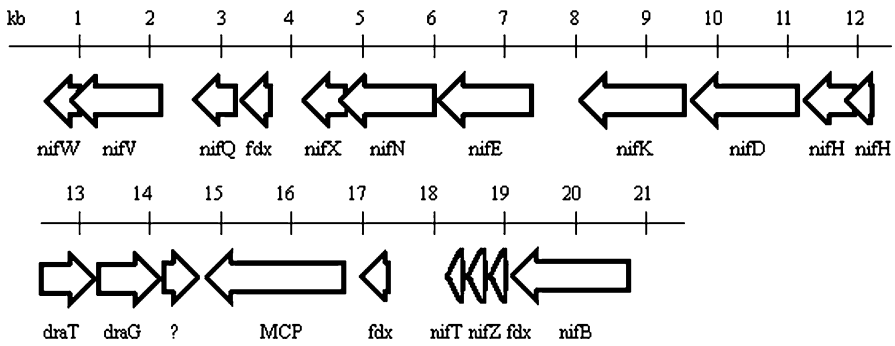 kb 1 2 3 4 5 6 7 8 9 10 11 12
nifW nifV nifQ fdx nifX nifN nifE nifK nifD nifH nifH
13 14 15 16 17 18 19 20 21
draT draG ? MCP fdx nifT nifZ fdx nifB